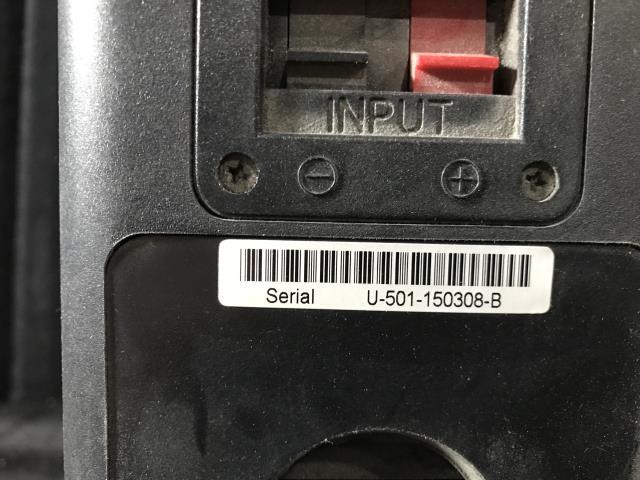 INPUT
− +
Serial U-501-150308-B